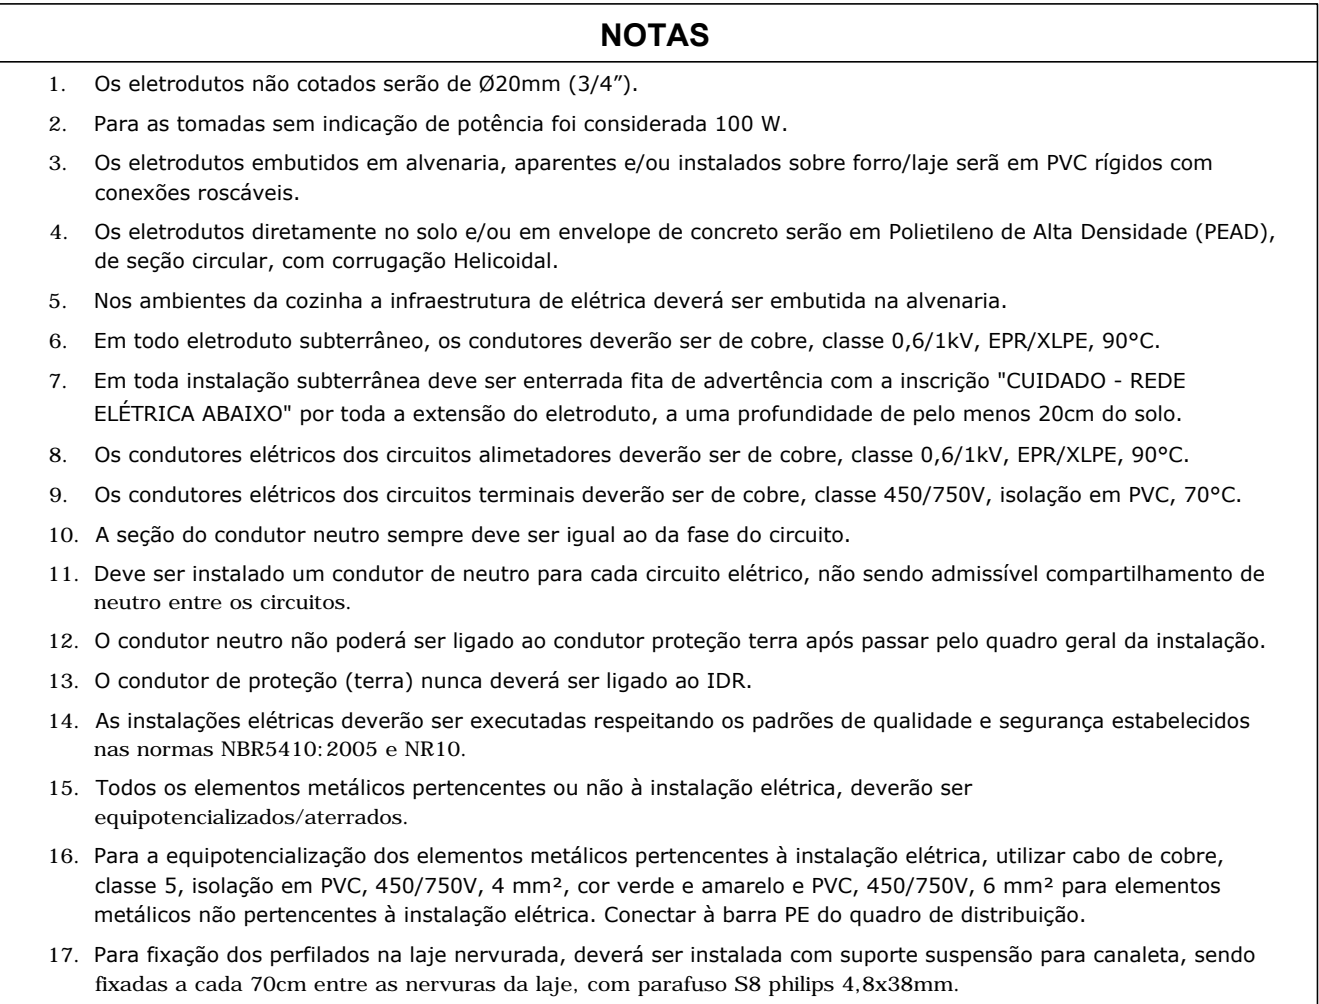 NOTAS
1. Os eletrodutos não cotados serão de Ø20mm (3/4”).
2. Para as tomadas sem indicação de potência foi considerada 100 W.
3. Os eletrodutos embutidos em alvenaria, aparentes e/ou instalados sobre forro/laje serã em PVC rígidos com
conexões roscáveis.
4. Os eletrodutos diretamente no solo e/ou em envelope de concreto serão em Polietileno de Alta Densidade (PEAD),
de seção circular, com corrugação Helicoidal.
5. Nos ambientes da cozinha a infraestrutura de elétrica deverá ser embutida na alvenaria.
6. Em todo eletroduto subterrâneo, os condutores deverão ser de cobre, classe 0,6/1kV, EPR/XLPE, 90°C.
7. Em toda instalação subterrânea deve ser enterrada fita de advertência com a inscrição "CUIDADO - REDE
ELÉTRICA ABAIXO" por toda a extensão do eletroduto, a uma profundidade de pelo menos 20cm do solo.
8. Os condutores elétricos dos circuitos alimetadores deverão ser de cobre, classe 0,6/1kV, EPR/XLPE, 90°C.
9. Os condutores elétricos dos circuitos terminais deverão ser de cobre, classe 450/750V, isolação em PVC, 70°C.
10. A seção do condutor neutro sempre deve ser igual ao da fase do circuito.
11. Deve ser instalado um condutor de neutro para cada circuito elétrico, não sendo admissível compartilhamento de
neutro entre os circuitos.
12. O condutor neutro não poderá ser ligado ao condutor proteção terra após passar pelo quadro geral da instalação.
13. O condutor de proteção (terra) nunca deverá ser ligado ao IDR.
14. As instalações elétricas deverão ser executadas respeitando os padrões de qualidade e segurança estabelecidos
nas normas NBR5410:2005 e NR10.
15. Todos os elementos metálicos pertencentes ou não à instalação elétrica, deverão ser
equipotencializados/aterrados.
16. Para a equipotencialização dos elementos metálicos pertencentes à instalação elétrica, utilizar cabo de cobre,
classe 5, isolação em PVC, 450/750V, 4 mm², cor verde e amarelo e PVC, 450/750V, 6 mm² para elementos
metálicos não pertencentes à instalação elétrica. Conectar à barra PE do quadro de distribuição.
17. Para fixação dos perfilados na laje nervurada, deverá ser instalada com suporte suspensão para canaleta, sendo
fixadas a cada 70cm entre as nervuras da laje, com parafuso S8 philips 4,8x38mm.